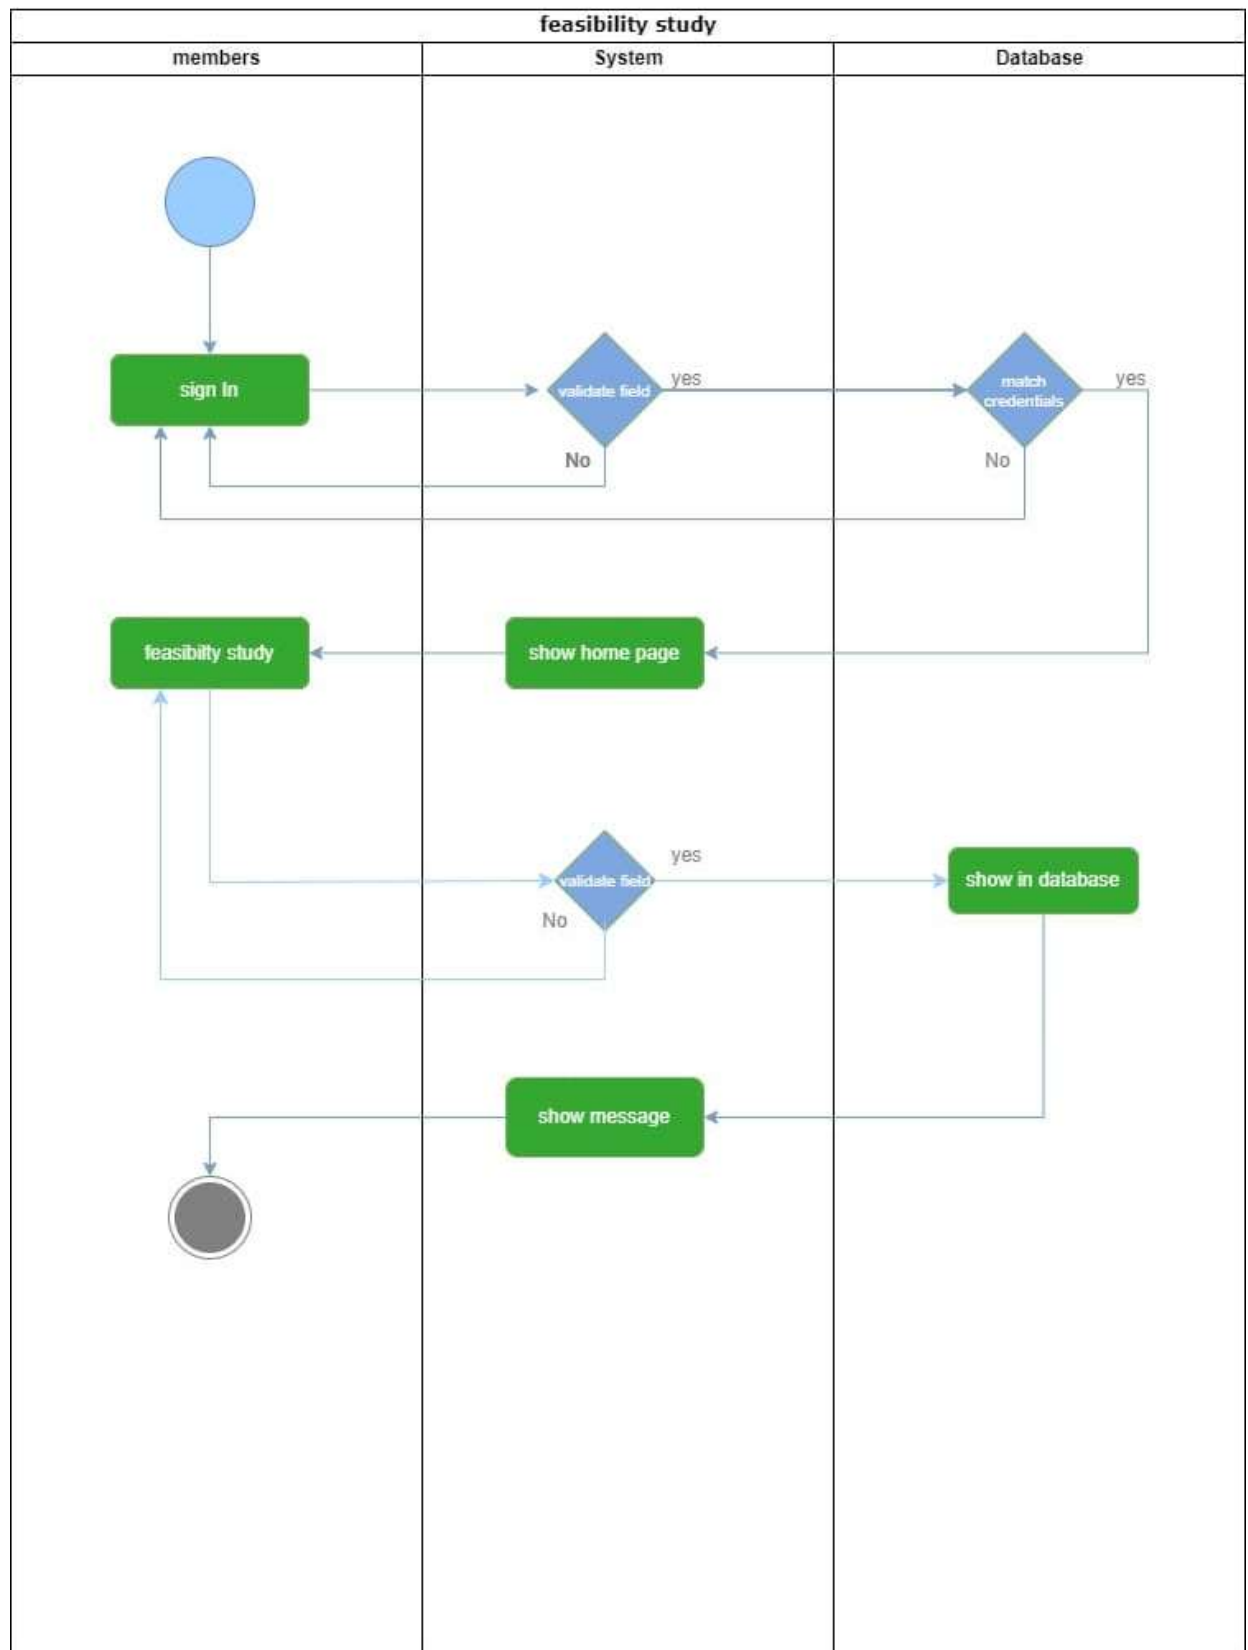 feasibility study
members
System
Database
sign In
validate field
yes
match
credentials
yes
No
No
feasibilty study
show home page
validate field
yes
show in database
No
show message